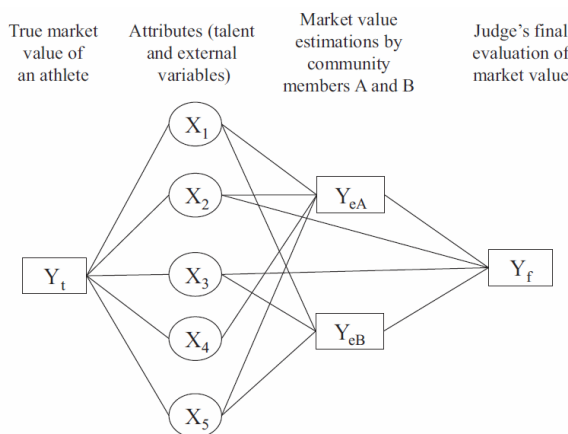 True market
value of
an athlete
Attributes (talent
and external
variables)
Market value
estimations by
community
members A and B
Judge's final
evaluation of
market value
X1
X2
X3
X4
X5
Yt
YeA
YeB
Yf